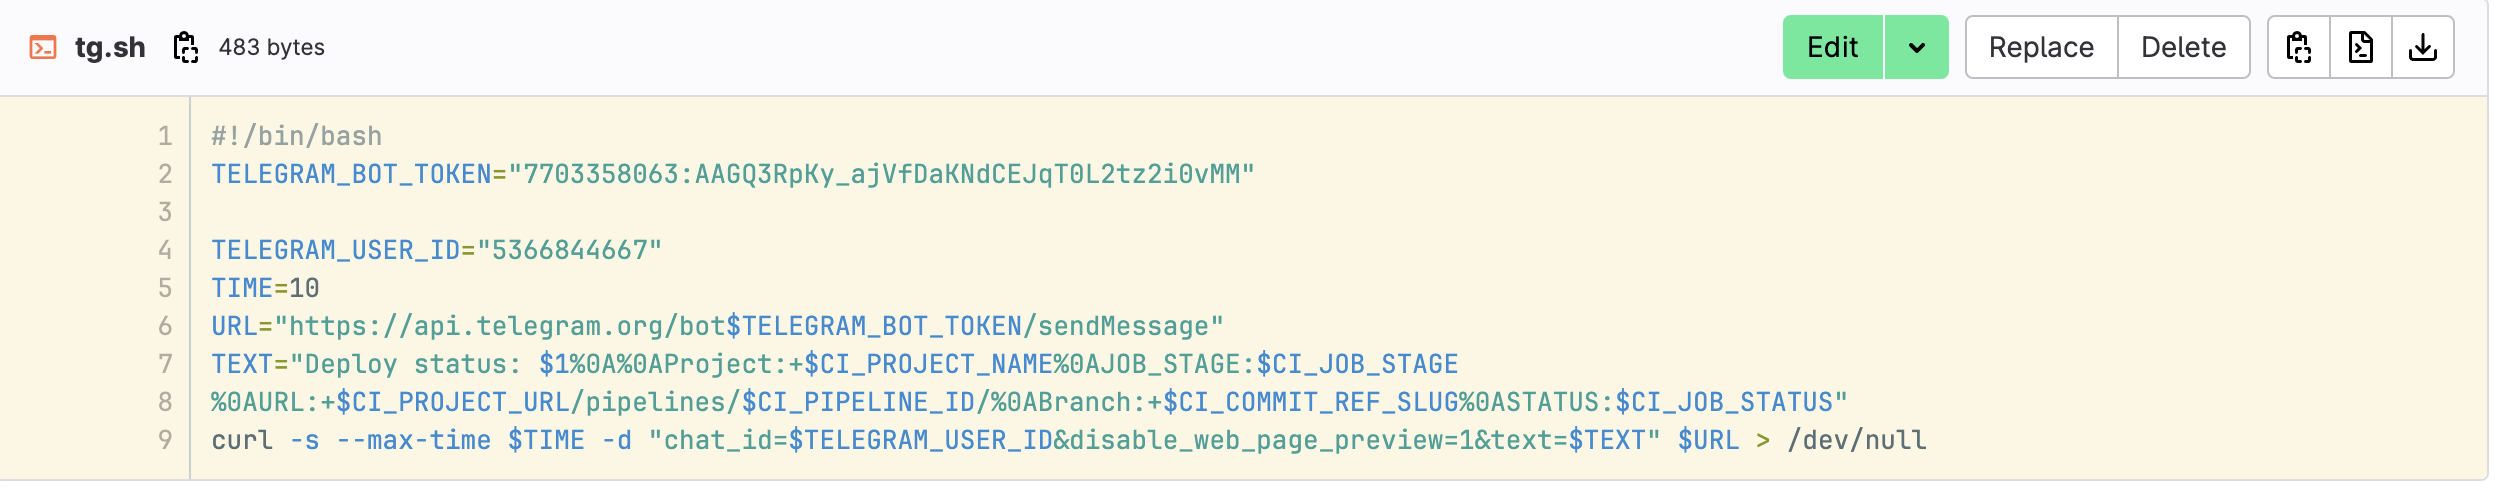 tg.sh 483 bytes Edit Replace Delete
1 #!/bin/bash
2 TELEGRAM_BOT_TOKEN="7703358063:AAGQ3RpKy_ajVfDaKNdCEJqT0L2tz2i0vMM"
3
4 TELEGRAM_USER_ID="5366844667"
5 TIME=10
6 URL="https://api.telegram.org/bot$TELEGRAM_BOT_TOKEN/sendMessage"
7 TEXT="Deploy status: $1%0A%0AProject:+$CI_PROJECT_NAME%0AJOB_STAGE:$CI_JOB_STAGE
8 %0AURL:+$CI_PROJECT_URL/pipelines/$CI_PIPELINE_ID/%0ABranch:+$CI_COMMIT_REF_SLUG%0ASTATUS:$CI_JOB_STATUS"
9 curl -s --max-time $TIME -d "chat_id=$TELEGRAM_USER_ID&disable_web_page_preview=1&text=$TEXT" $URL > /dev/null